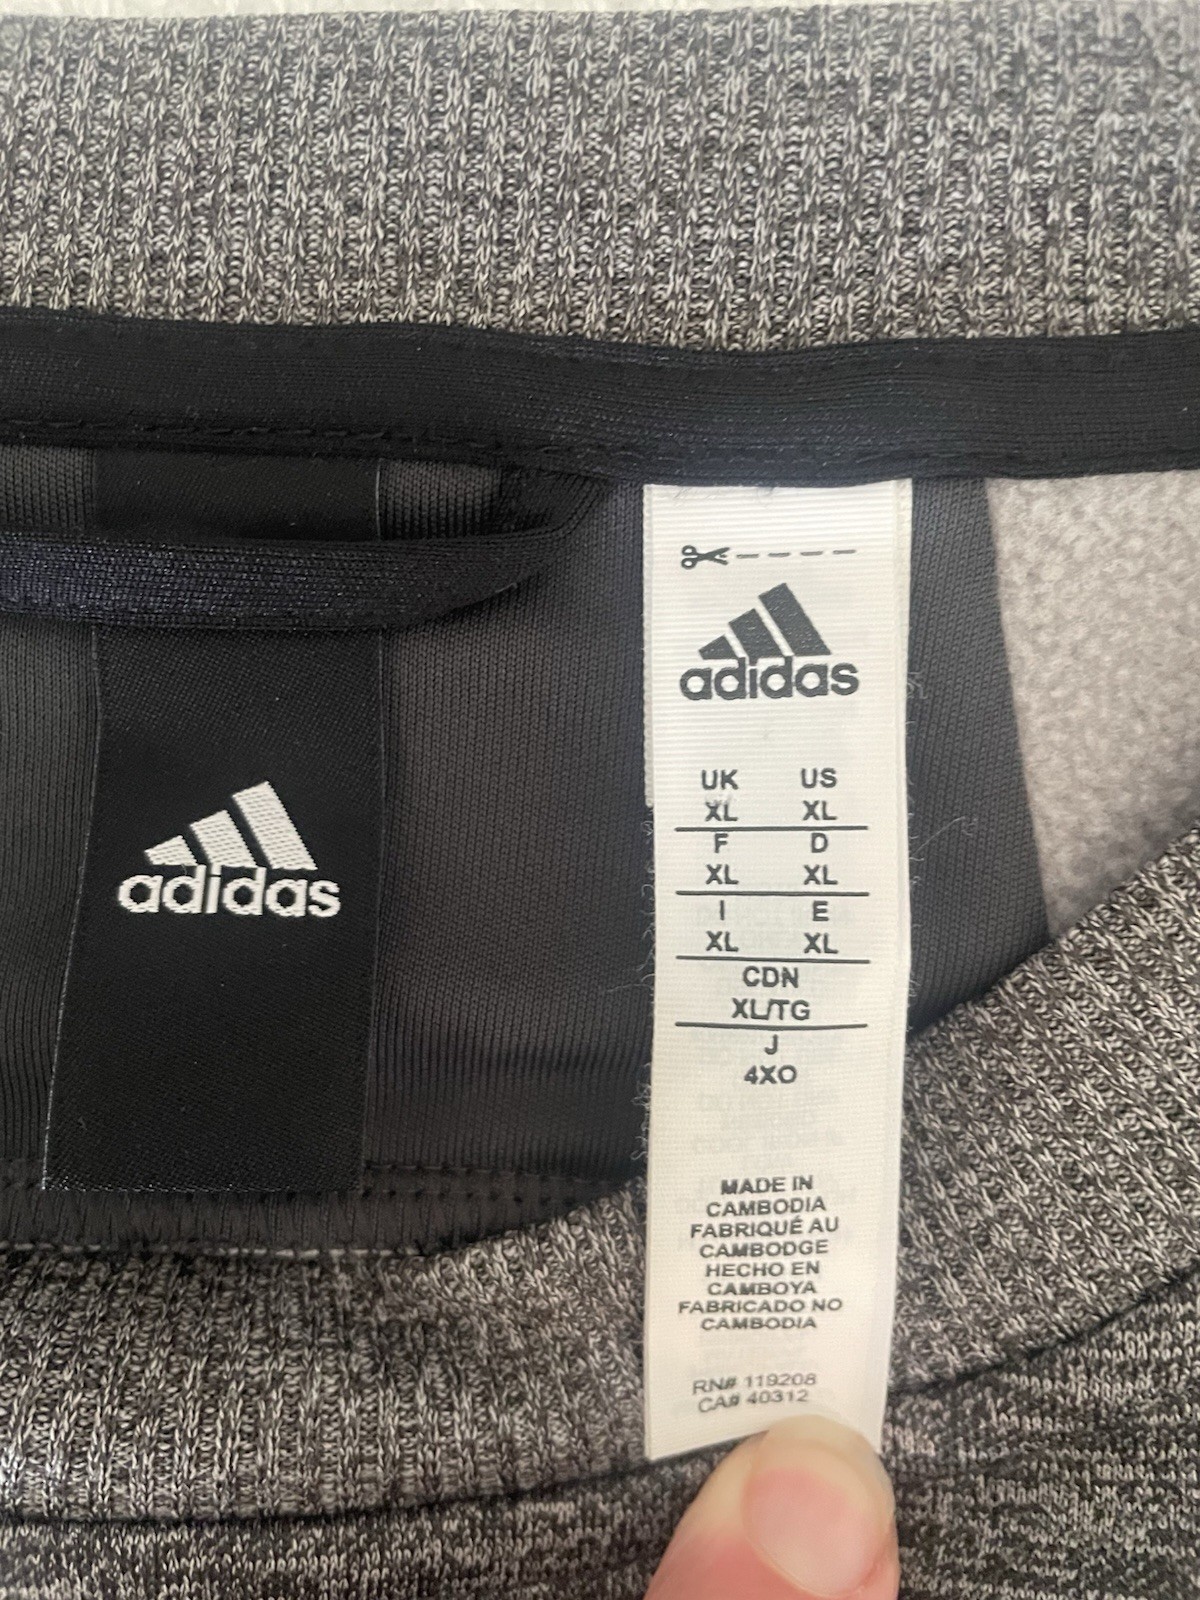 adidas
adidas
UK US
XL XL
F D
XL XL
I E
XL XL
CDN
XL/TG
J
4XO
MADE IN
CAMBODIA
FABRIQUÉ AU
CAMBODGE
HECHO EN
CAMBOYA
FABRICADO NO
CAMBODIA
RN# 119208
CA# 40312